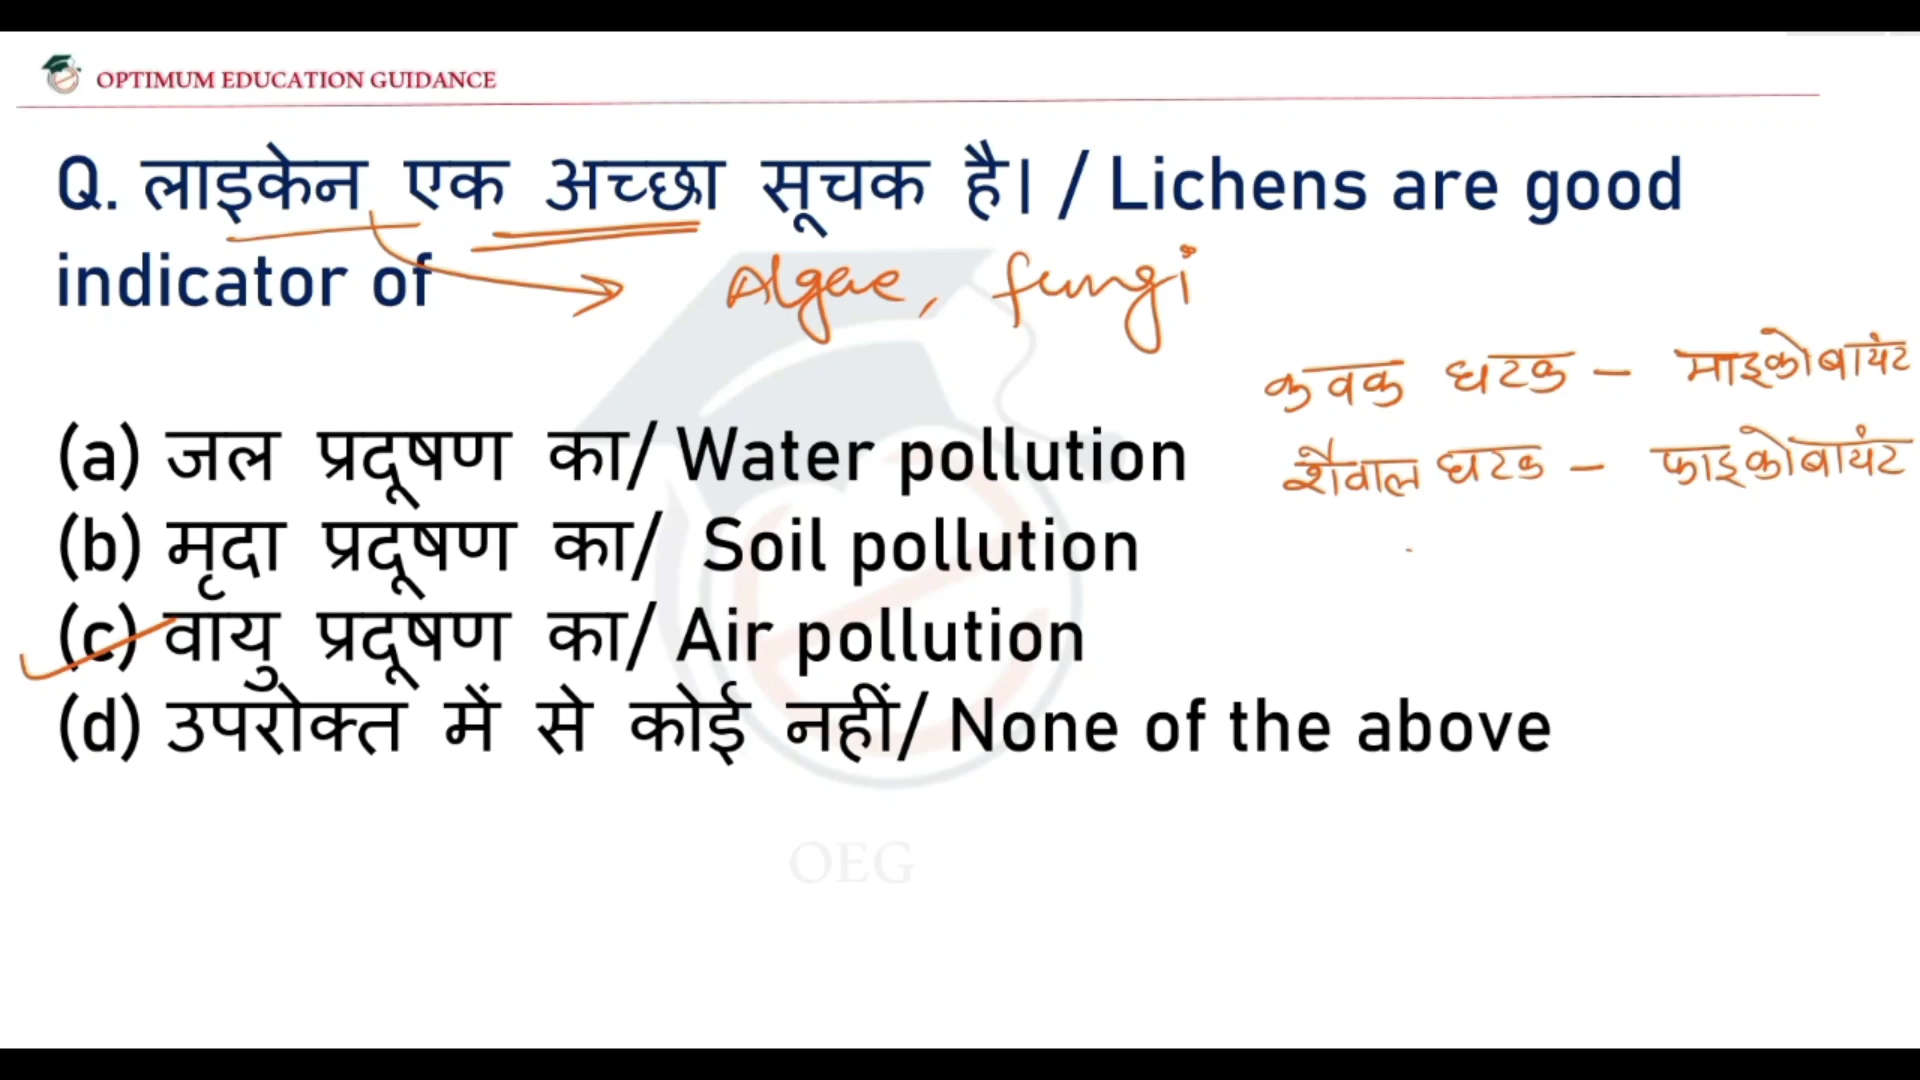 OPTIMUM EDUCATION GUIDANCE
Q. लाइकेन एक अच्छा सूचक है। / Lichens are good
indicator of
Algae, fungi
कवक घटक – माइकोबायंट
शैवाल घटक – फाइकोबायंट
(a) जल प्रदूषण का/ Water pollution
(b) मृदा प्रदूषण का/ Soil pollution
(c) वायु प्रदूषण का/ Air pollution
(d) उपरोक्त में से कोई नहीं/ None of the above
OEG